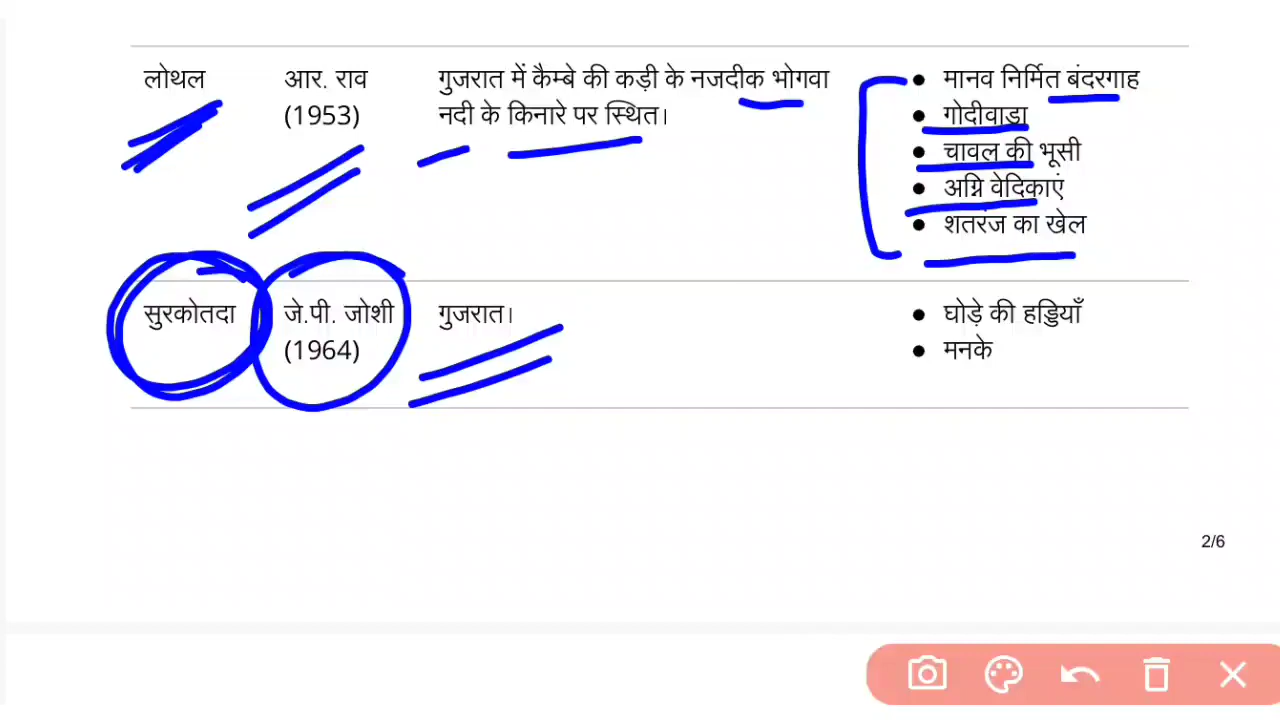 लोथल आर. राव गुजरात में कैम्बे की कड़ी के नजदीक भोगवा
(1953) नदी के किनारे पर स्थित।
● मानव निर्मित बंदरगाह
● गोदीवाडा
● चावल की भूसी
● अग्नि वेदिकाएं
● शतरंज का खेल
सुरकोतदा जे.पी. जोशी गुजरात।
(1964)
● घोड़े की हड्डियाँ
● मनके
2/6